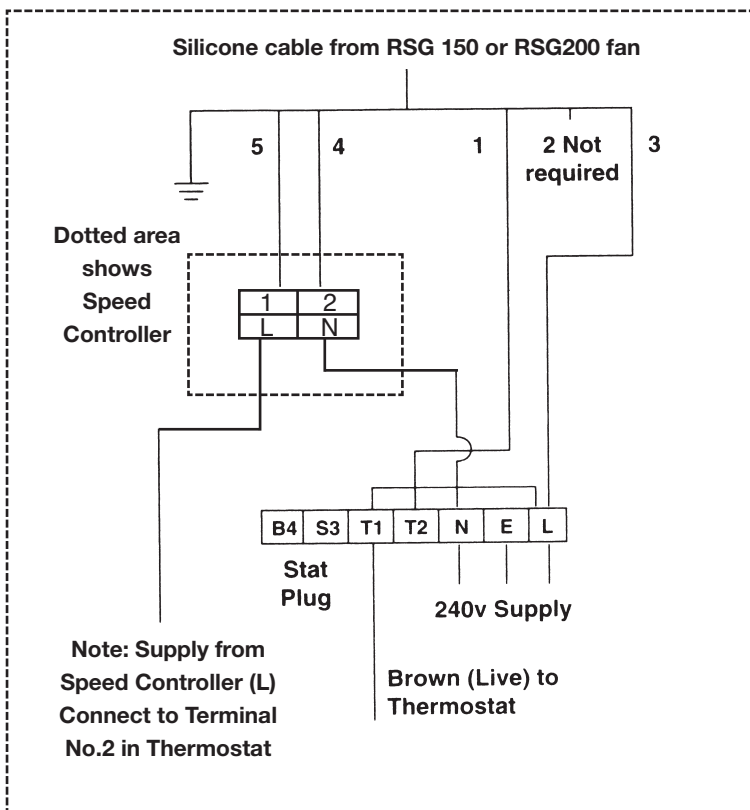 Silicone cable from RSG 150 or RSG200 fan
5
4
1
2 Not
required
3
Dotted area
shows
Speed
Controller
1 2
L N
B4 S3 T1 T2 N E L
Stat
Plug
240v Supply
Note: Supply from
Speed Controller (L)
Connect to Terminal
No.2 in Thermostat
Brown (Live) to
Thermostat